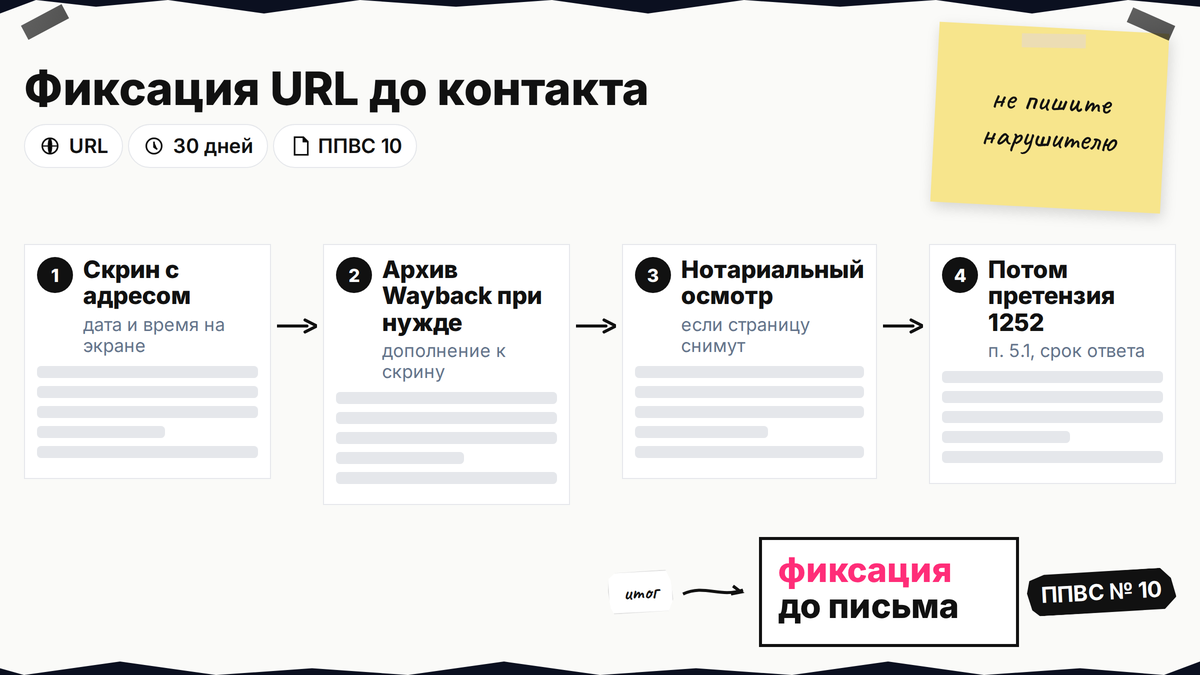 Фиксация URL до контакта
URL
30 дней
ППВС 10
не пишите
нарушителю
1
Скрин с
адресом
дата и время на
экране
2
Архив
Wayback при
нужде
дополнение к
скрину
3
Нотариальный
осмотр
если страницу
снимут
4
Потом
претензия
1252
п. 5.1, срок ответа
итог
фиксация
до письма
ППВС № 10